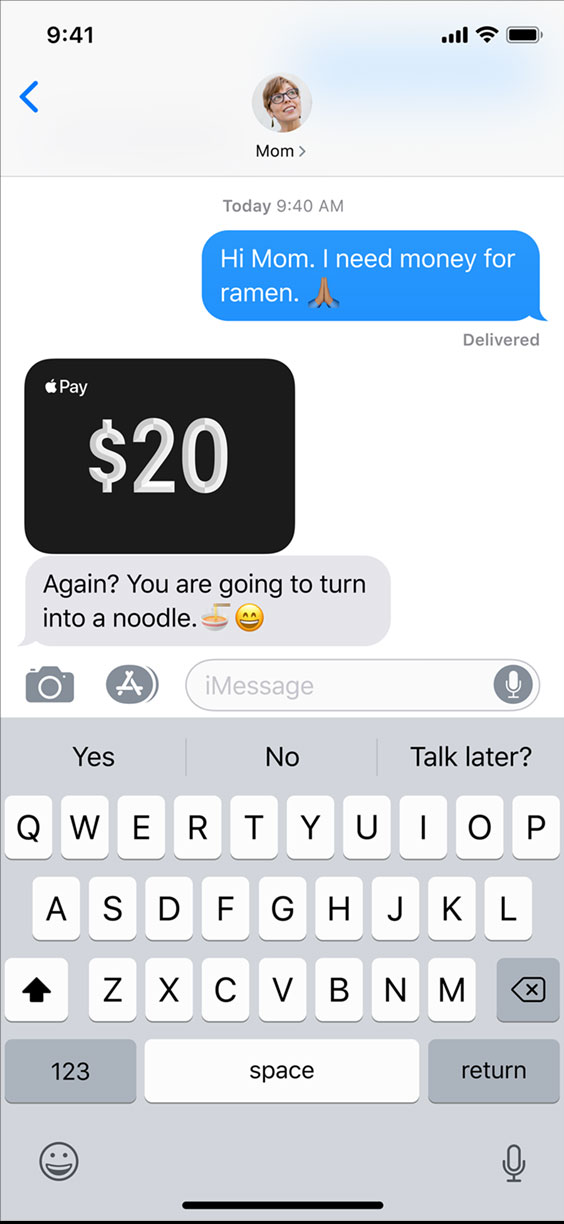 9:41
Mom >
Today 9:40 AM
Hi Mom. I need money for
ramen. 🙏🏽
Delivered
Pay
$20
Again? You are going to turn
into a noodle.🍜😄
iMessage
Yes No Talk later?
Q W E R T Y U I O P
A S D F G H J K L
Z X C V B N M
123 space return